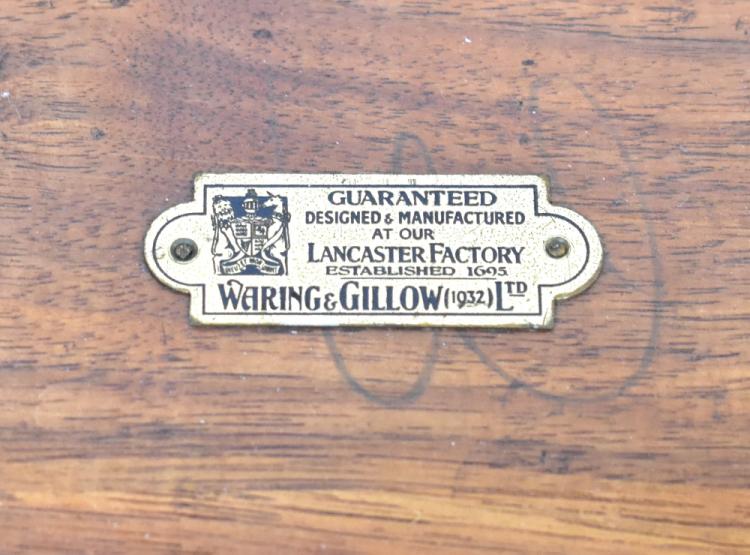 GUARANTEED
DESIGNED & MANUFACTURED
AT OUR
LANCASTER FACTORY
ESTABLISHED 1695
WARING & GILLOW (1932) LTD